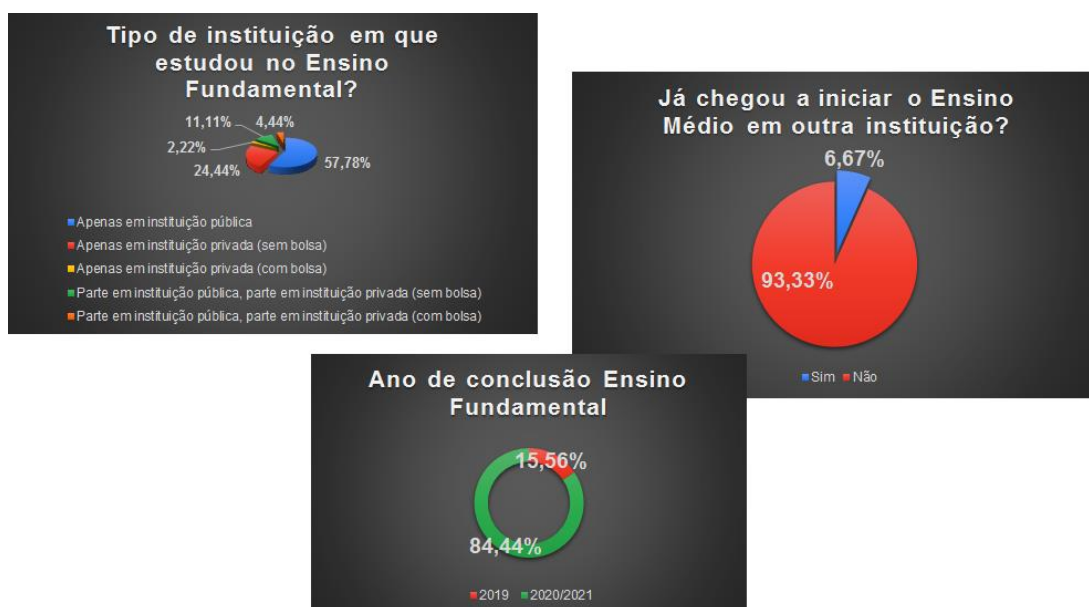 Tipo de instituição em que
estudou no Ensino
Fundamental?
11,11%
4,44%
2,22%
24,44%
57,78%
Apenas em instituição pública
Apenas em instituição privada (sem bolsa)
Apenas em instituição privada (com bolsa)
Parte em instituição pública, parte em instituição privada (sem bolsa)
Parte em instituição pública, parte em instituição privada (com bolsa)
Já chegou a iniciar o Ensino
Médio em outra instituição?
6,67%
93,33%
Sim Não
Ano de conclusão Ensino
Fundamental
15,56%
84,44%
2019 2020/2021